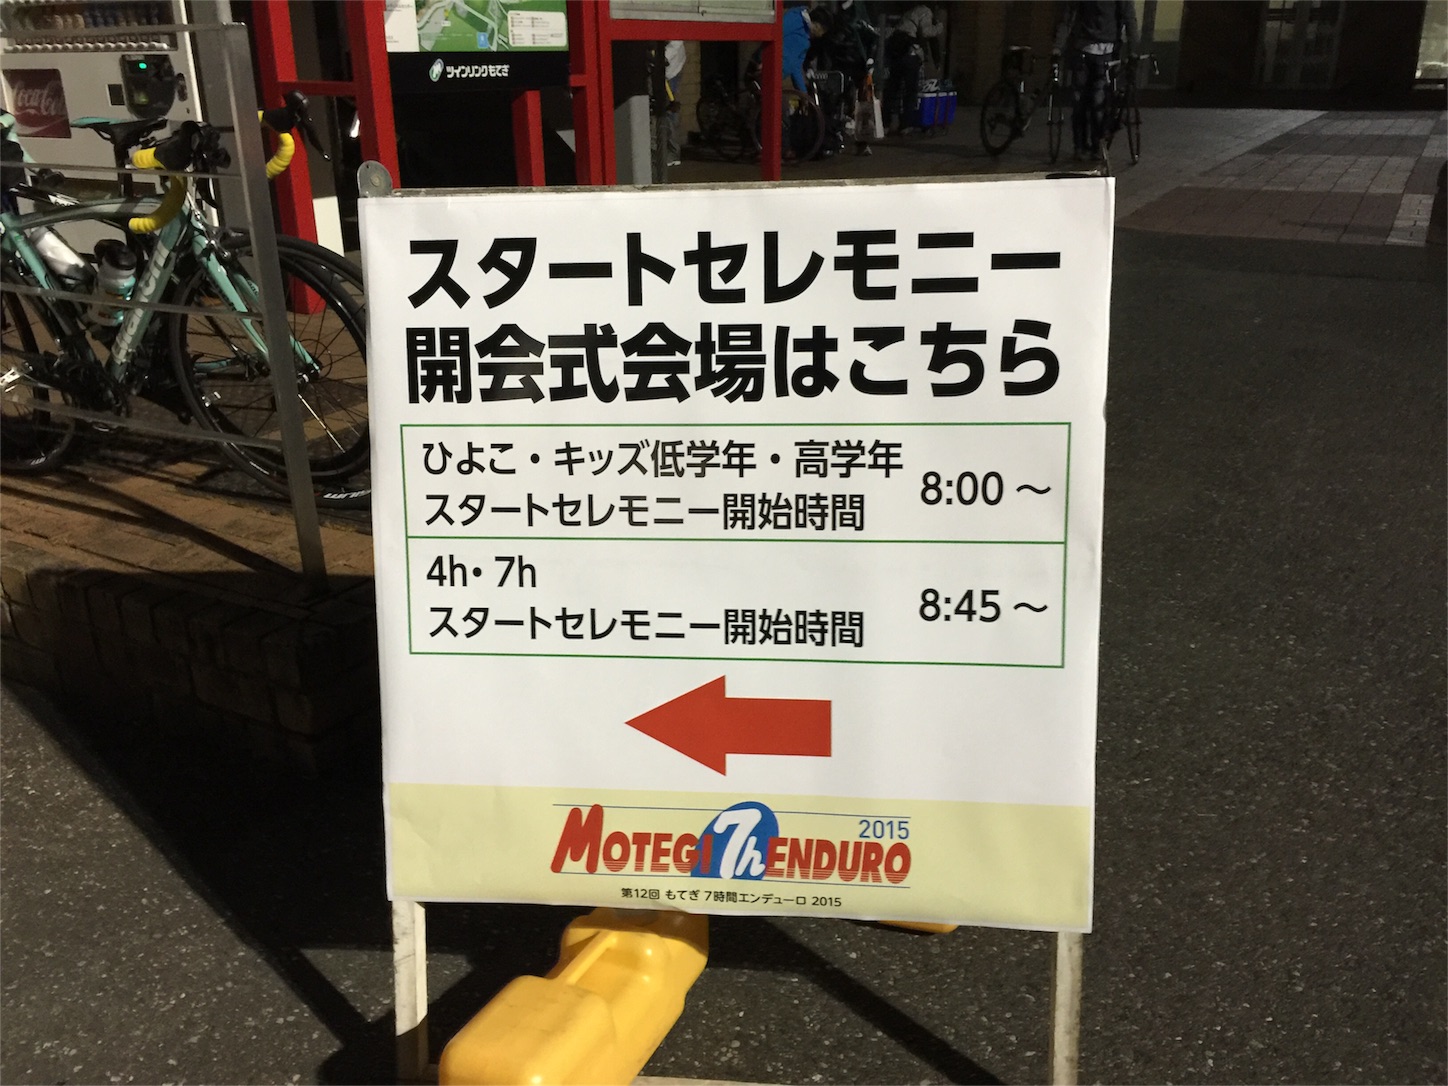 ツインリンクもてぎ
Coca-Cola
スタートセレモニー
開会式会場はこちら
ひよこ・キッズ低学年・高学年
スタートセレモニー開始時間
8:00 ～
4h・7h
スタートセレモニー開始時間
8:45 ～
2015
MOTEGI 7h ENDURO
第12回 もてぎ 7時間エンデューロ 2015